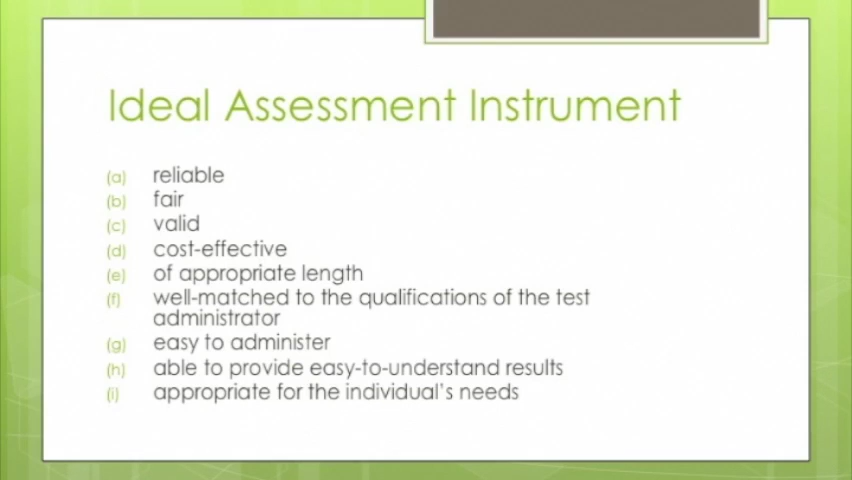 Ideal Assessment Instrument
(a) reliable
(b) fair
(c) valid
(d) cost-effective
(e) of appropriate length
(f) well-matched to the qualifications of the test
administrator
(g) easy to administer
(h) able to provide easy-to-understand results
(i) appropriate for the individual's needs